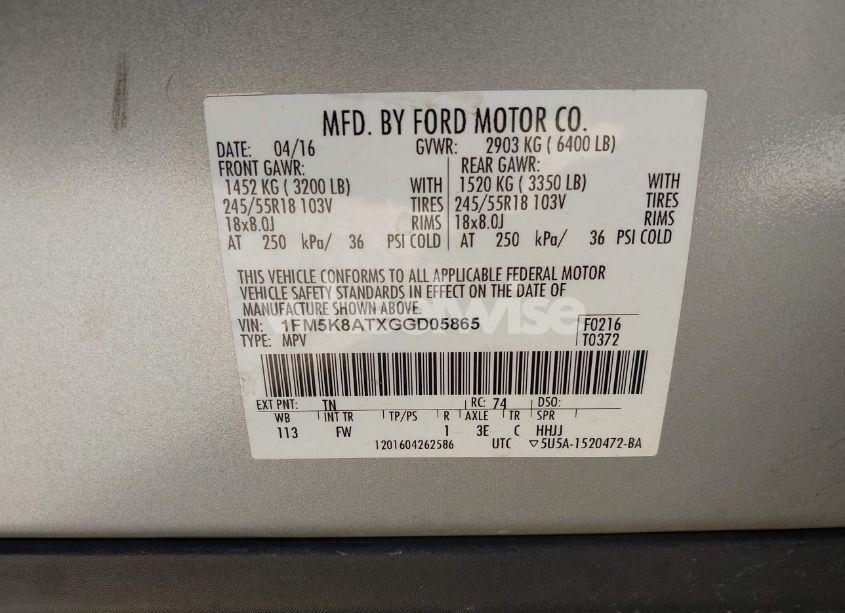 MFD. BY FORD MOTOR CO.
DATE: 04/16 GVWR: 2903 KG ( 6400 LB)
FRONT GAWR: REAR GAWR:
1452 KG ( 3200 LB) WITH 1520 KG ( 3350 LB) WITH
245/55R18 103V TIRES 245/55R18 103V TIRES
18x8.0J RIMS 18x8.0J RIMS
AT 250 kPa/ 36 PSI COLD AT 250 kPa/ 36 PSI COLD
THIS VEHICLE CONFORMS TO ALL APPLICABLE FEDERAL MOTOR
VEHICLE SAFETY STANDARDS IN EFFECT ON THE DATE OF
MANUFACTURE SHOWN ABOVE.
VIN: 1FM5K8ATXGGD05865 F0216
TYPE: MPV T0372
EXT PNT: TN RC: 74 DSO:
WB INT TR TP/PS R AXLE TR SPR
113 FW 1 3E C HHJJ
1201604262586 UTC ▽5U5A-1520472-BA